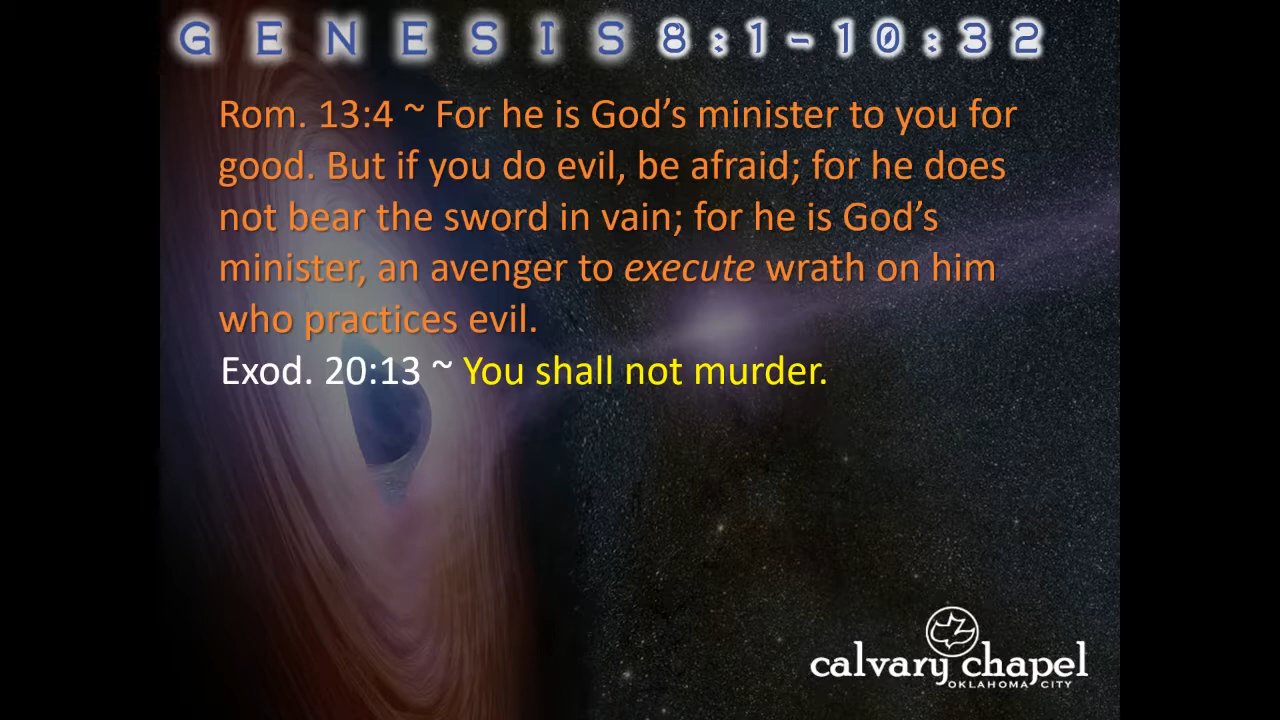 GENESIS 8:1-10:32
Rom. 13:4 ~ For he is God’s minister to you for
good. But if you do evil, be afraid; for he does
not bear the sword in vain; for he is God’s
minister, an avenger to execute wrath on him
who practices evil.
Exod. 20:13 ~ You shall not murder.
calvary chapel
OKLAHOMA CITY